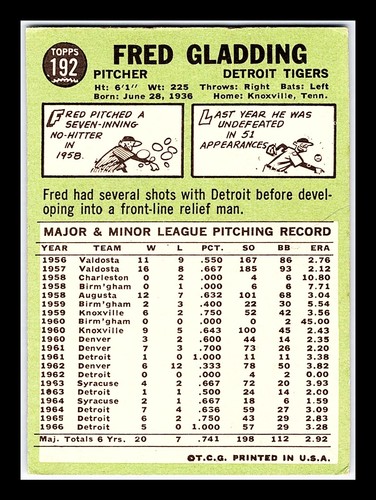 TOPPS
192
FRED GLADDING
PITCHER DETROIT TIGERS
Ht: 6'1" Wt: 225 Throws: Right Bats: Left
Born: June 28, 1936 Home: Knoxville, Tenn.
FRED PITCHED A
SEVEN-INNING
NO-HITTER
IN
1958.
LAST YEAR HE WAS
UNDEFEATED
IN 51
APPEARANCES.
Fred had several shots with Detroit before devel-
oping into a front-line relief man.
MAJOR & MINOR LEAGUE PITCHING RECORD
YEAR TEAM W L PCT. SO BB ERA
1956 Valdosta 11 9 .550 167 86 2.76
1957 Valdosta 16 8 .667 185 93 2.12
1958 Charleston 0 2 .000 4 6 10.80
1958 Birm'gham 0 1 .000 6 6 7.71
1958 Augusta 12 7 .632 101 68 3.04
1959 Birm'gham 2 3 .400 22 30 5.54
1959 Knoxville 6 2 .750 52 42 3.56
1960 Birm'gham 0 0 .000 0 2 45.00
1960 Knoxville 9 5 .643 100 45 2.43
1960 Denver 3 2 .600 44 14 2.35
1961 Denver 7 3 .700 73 26 2.20
1961 Detroit 1 0 1.000 11 11 3.38
1962 Denver 6 12 .333 78 50 3.82
1962 Detroit 0 0 .000 4 2 0.00
1963 Syracuse 4 2 .667 72 20 3.93
1963 Detroit 1 1 .500 24 14 2.00
1964 Syracuse 2 1 .667 18 6 1.59
1964 Detroit 7 4 .636 59 27 3.09
1965 Detroit 6 2 .750 43 29 2.83
1966 Detroit 5 0 1.000 57 29 3.28
Maj. Totals 6 Yrs. 20 7 .741 198 112 2.92
©T.C.G. PRINTED IN U.S.A.